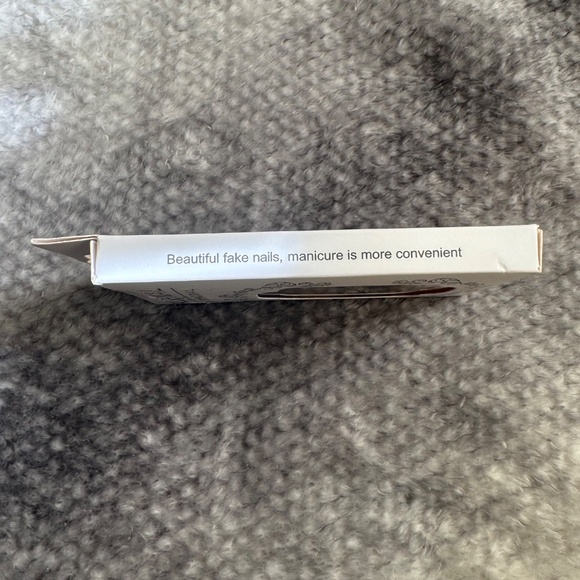 Beautiful fake nails, manicure is more convenient